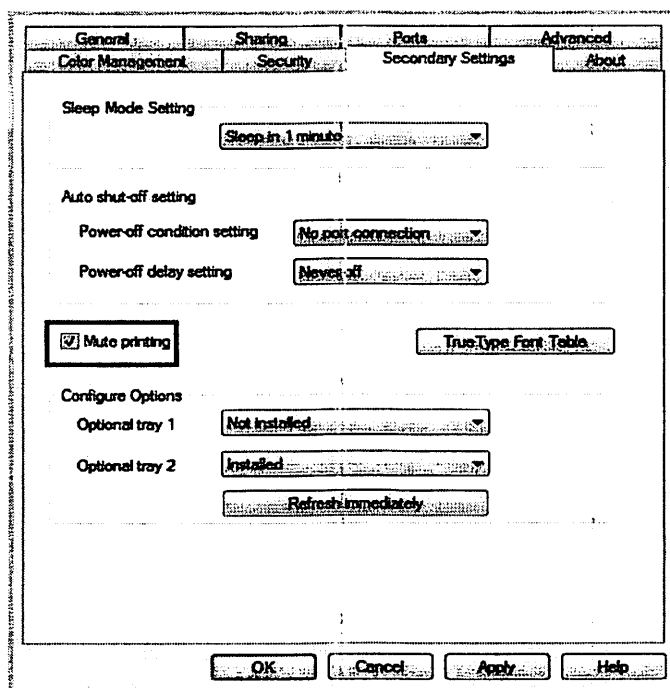 General Sharing Ports Advanced
Color Management Security Secondary Settings About
Sleep Mode Setting
Sleep in 1 minute
Auto shut-off setting
Power-off condition setting No port connection
Power-off delay setting Never off
Mute printing TrueType Font Table
Configure Options
Optional tray 1 Not installed
Optional tray 2 Installed
Refresh immediately
OK Cancel Apply Help